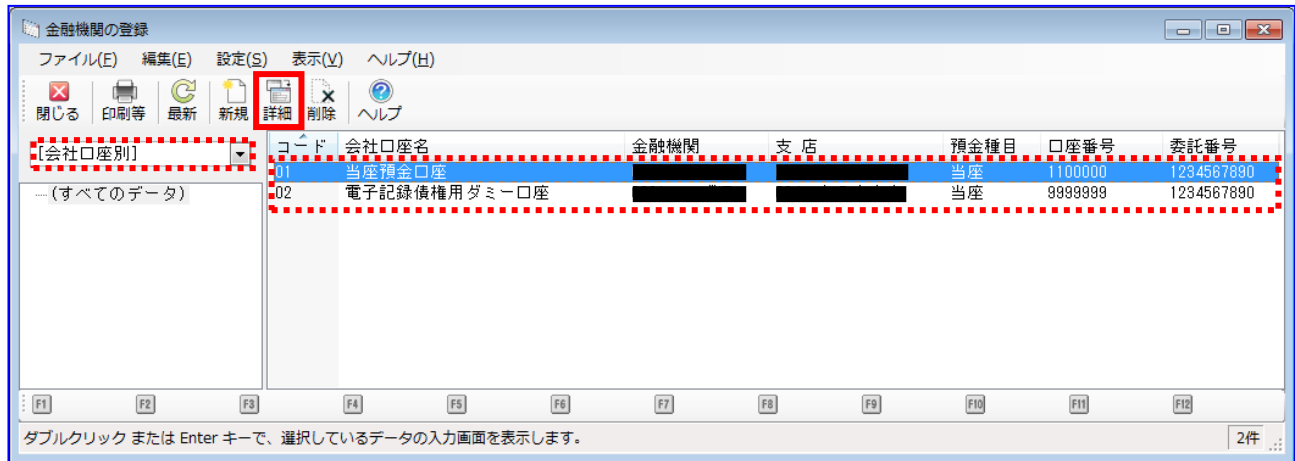 金融機関の登録
ファイル(F) 編集(E) 設定(S) 表示(V) ヘルプ(H)
閉じる 印刷等 最新 新規 詳細 削除 ヘルプ
[会社口座別]
(すべてのデータ)
コード 会社口座名 金融機関 支店 預金種目 口座番号 委託番号
01 当座預金口座 当座 1100000 1234567890
02 電子記録債権用ダミー口座 当座 9999999 1234567890
F1 F2 F3 F4 F5 F6 F7 F8 F9 F10 F11 F12
ダブルクリック または Enter キーで、選択しているデータの入力画面を表示します。 2件